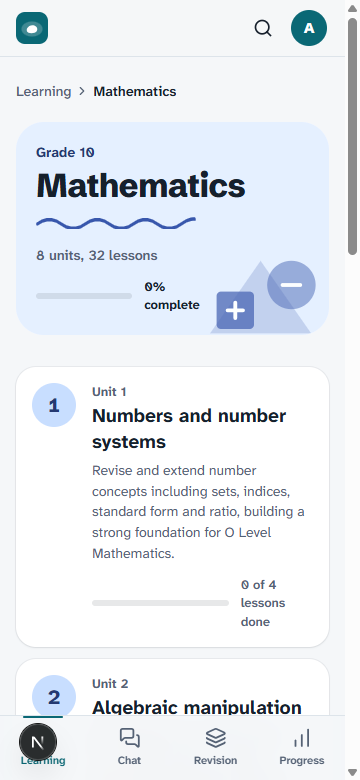 A
Learning > Mathematics
Grade 10
Mathematics
8 units, 32 lessons
0%
complete
1
Unit 1
Numbers and number
systems
Revise and extend number
concepts including sets, indices,
standard form and ratio, building a
strong foundation for O Level
Mathematics.
0 of 4
lessons
done
2
Unit 2
Algebraic manipulation
N
Learning
Chat
Revision
Progress